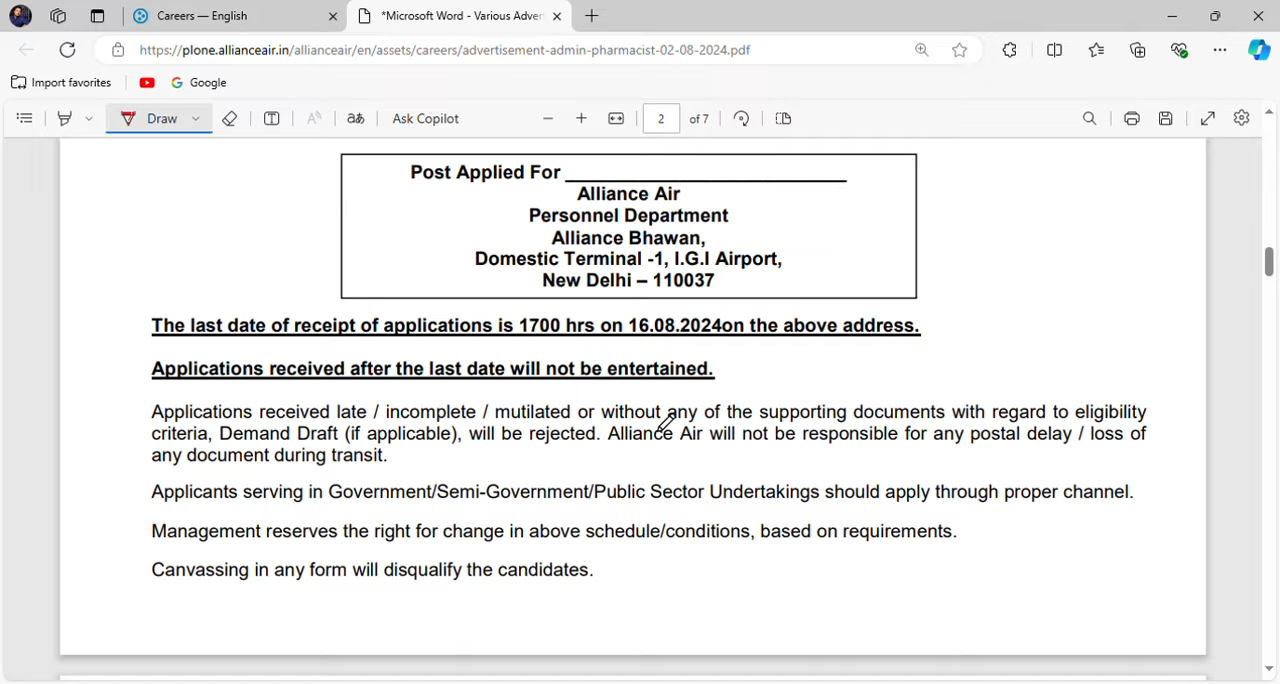 Careers — English
*Microsoft Word - Various Adver
https://plone.allianceair.in/allianceair/en/assets/careers/advertisement-admin-pharmacist-02-08-2024.pdf
Import favorites
Google
Draw
Ask Copilot
2 of 7
Post Applied For ___________________________
Alliance Air
Personnel Department
Alliance Bhawan,
Domestic Terminal -1, I.G.I Airport,
New Delhi – 110037
The last date of receipt of applications is 1700 hrs on 16.08.2024on the above address.
Applications received after the last date will not be entertained.
Applications received late / incomplete / mutilated or without any of the supporting documents with regard to eligibility
criteria, Demand Draft (if applicable), will be rejected. Alliance Air will not be responsible for any postal delay / loss of
any document during transit.
Applicants serving in Government/Semi-Government/Public Sector Undertakings should apply through proper channel.
Management reserves the right for change in above schedule/conditions, based on requirements.
Canvassing in any form will disqualify the candidates.